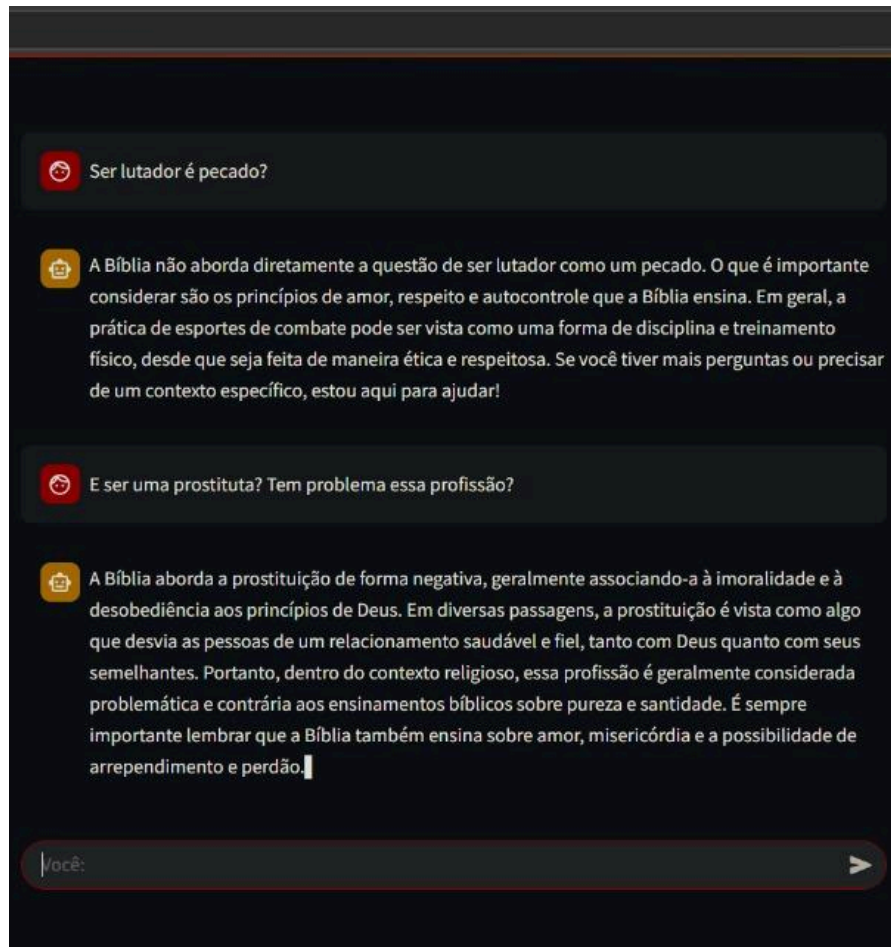 Ser lutador é pecado?
A Bíblia não aborda diretamente a questão de ser lutador como um pecado. O que é importante
considerar são os princípios de amor, respeito e autocontrole que a Bíblia ensina. Em geral, a
prática de esportes de combate pode ser vista como uma forma de disciplina e treinamento
físico, desde que seja feita de maneira ética e respeitosa. Se você tiver mais perguntas ou precisar
de um contexto específico, estou aqui para ajudar!
E ser uma prostituta? Tem problema essa profissão?
A Bíblia aborda a prostituição de forma negativa, geralmente associando-a à imoralidade e à
desobediência aos princípios de Deus. Em diversas passagens, a prostituição é vista como algo
que desvia as pessoas de um relacionamento saudável e fiel, tanto com Deus quanto com seus
semelhantes. Portanto, dentro do contexto religioso, essa profissão é geralmente considerada
problemática e contrária aos ensinamentos bíblicos sobre pureza e santidade. É sempre
importante lembrar que a Bíblia também ensina sobre amor, misericórdia e a possibilidade de
arrependimento e perdão.
Você: